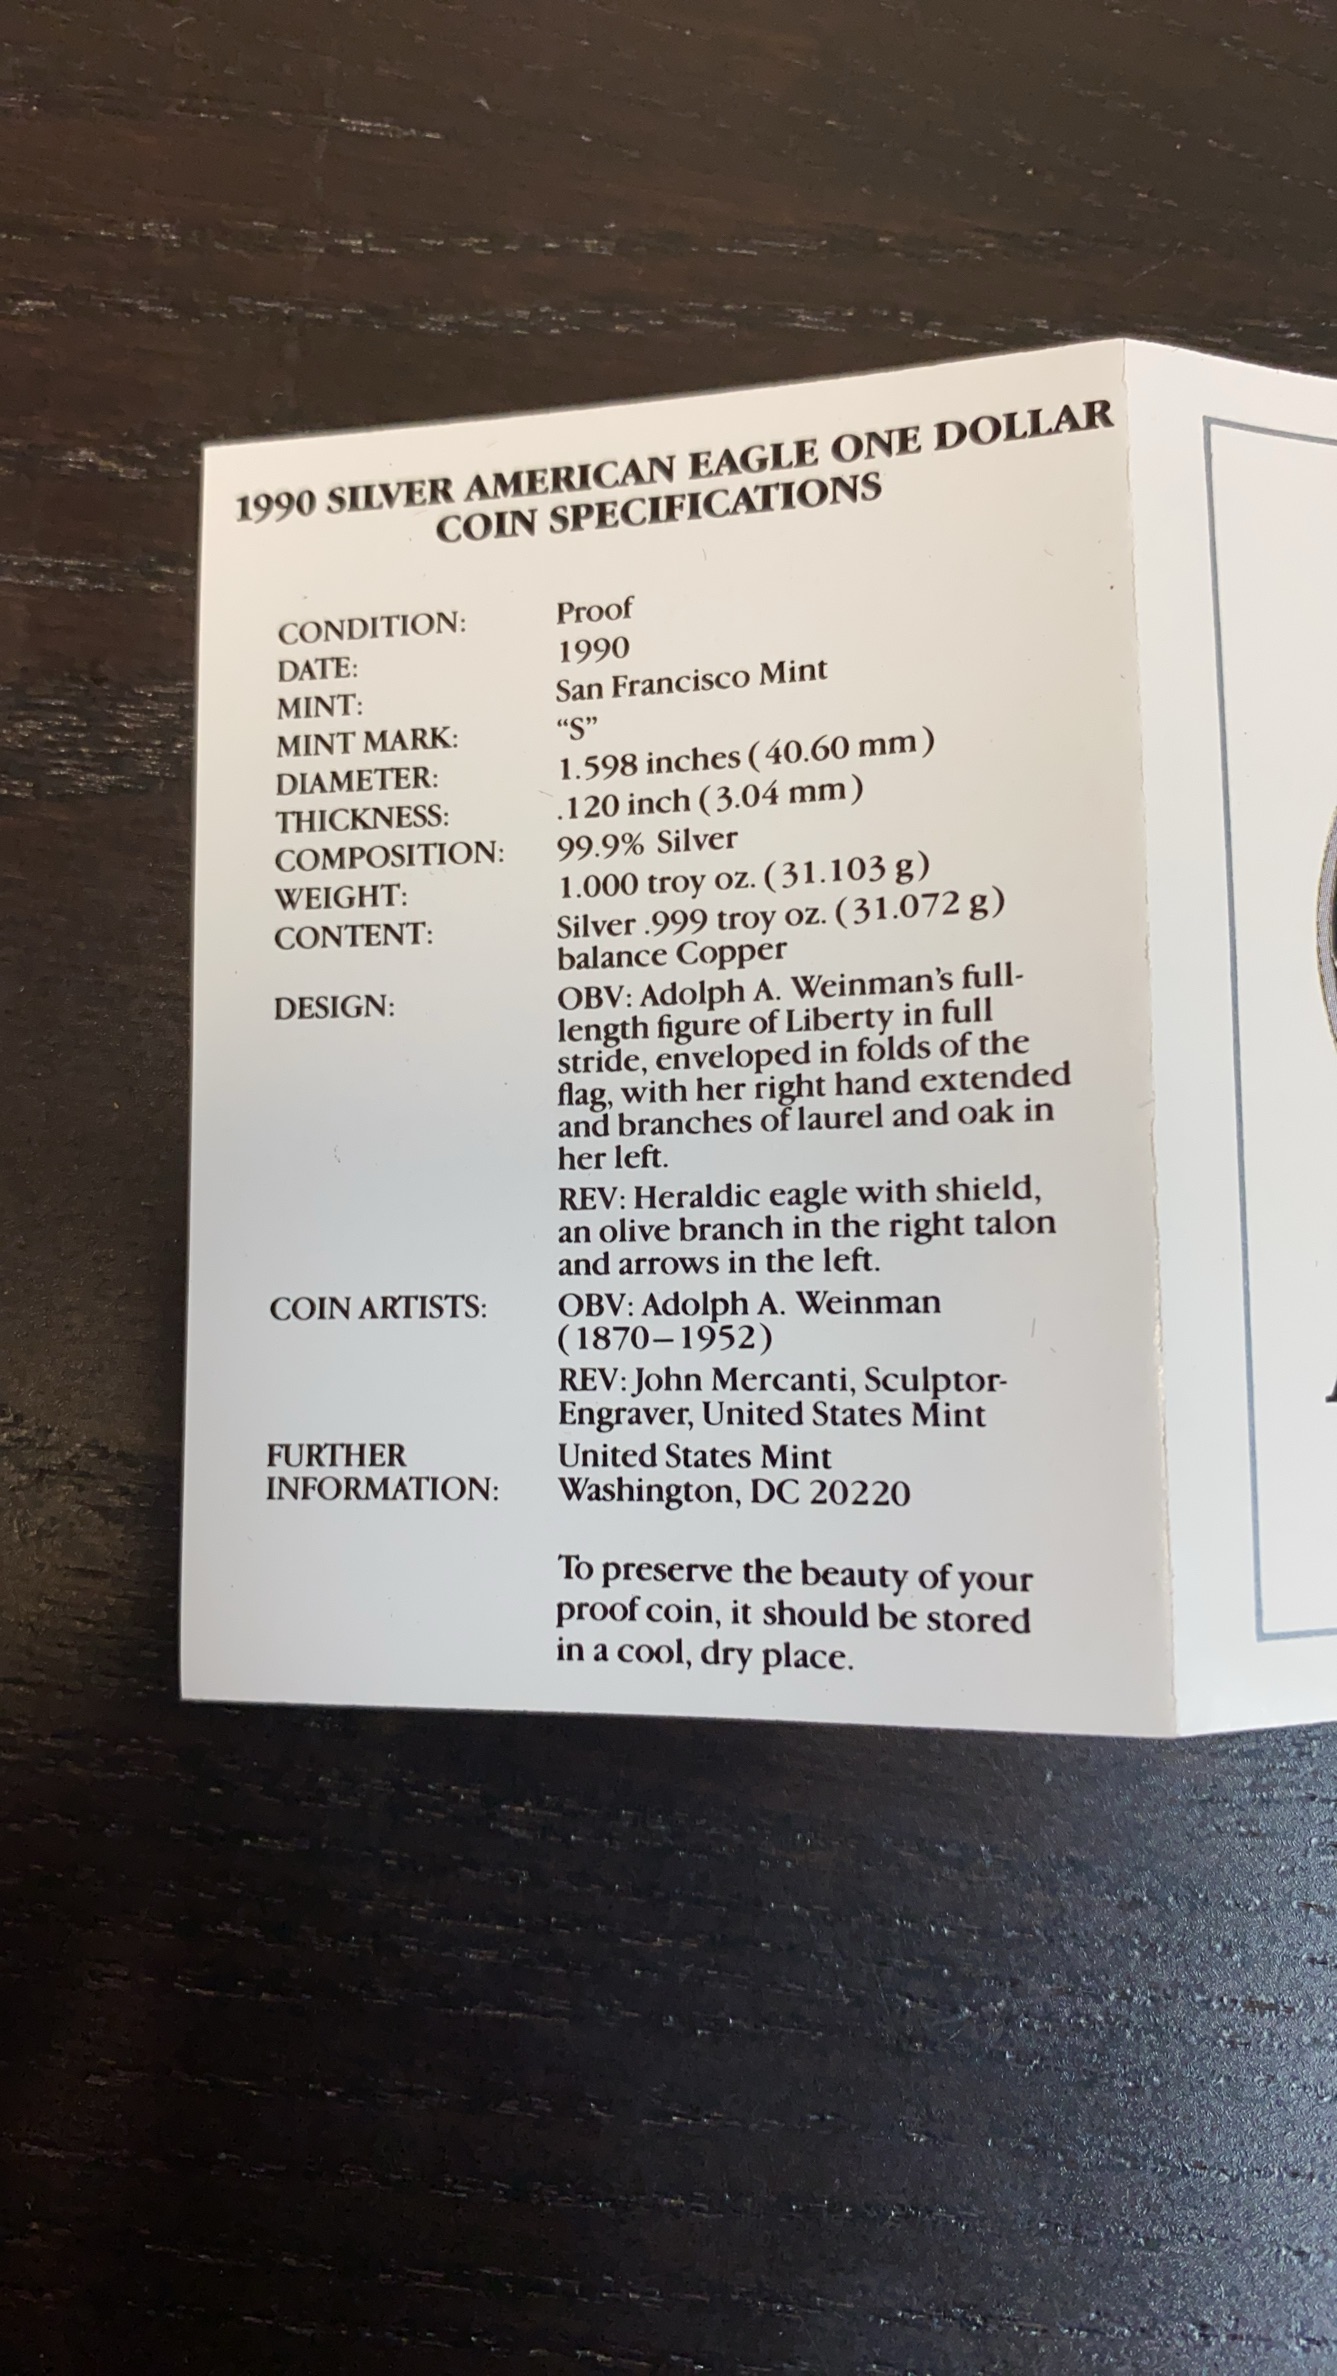 1990 SILVER AMERICAN EAGLE ONE DOLLAR
COIN SPECIFICATIONS
CONDITION: Proof
DATE: 1990
MINT: San Francisco Mint
MINT MARK: “S”
DIAMETER: 1.598 inches (40.60 mm)
THICKNESS: .120 inch (3.04 mm)
COMPOSITION: 99.9% Silver
WEIGHT: 1.000 troy oz. (31.103 g)
CONTENT: Silver .999 troy oz. (31.072 g)
balance Copper
DESIGN: OBV: Adolph A. Weinman’s full-
length figure of Liberty in full
stride, enveloped in folds of the
flag, with her right hand extended
and branches of laurel and oak in
her left.
REV: Heraldic eagle with shield,
an olive branch in the right talon
and arrows in the left.
COIN ARTISTS: OBV: Adolph A. Weinman
(1870–1952)
REV: John Mercanti, Sculptor-
Engraver, United States Mint
FURTHER United States Mint
INFORMATION: Washington, DC 20220
To preserve the beauty of your
proof coin, it should be stored
in a cool, dry place.